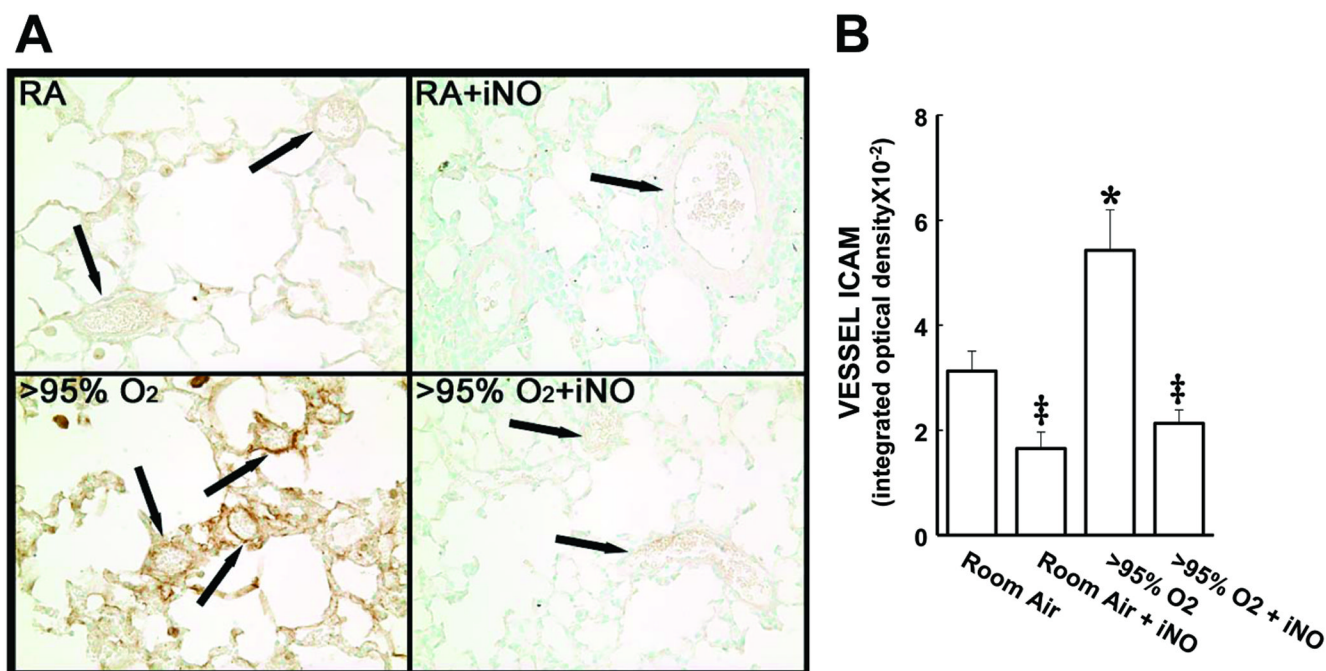 A
B
RA
RA+iNO
>95% O2
>95% O2+iNO
VESSEL ICAM
(integrated optical densityX10-2)
8
6
4
2
0
*
‡
‡
Room Air
Room Air + iNO
>95% O2
>95% O2 + iNO